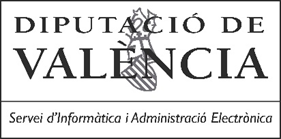 DIPUTACIÓ DE
VALÈNCIA
Servei d'Informàtica i Administració Electrònica